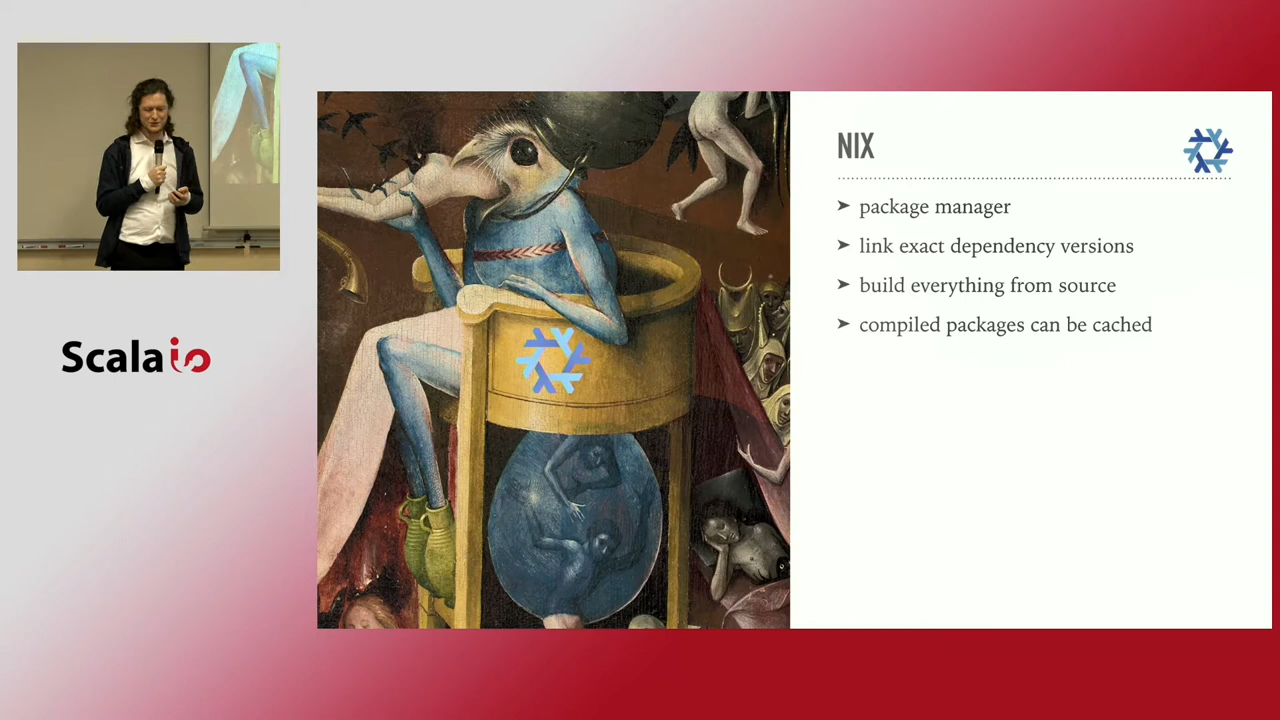 Scala io
NIX
package manager
link exact dependency versions
build everything from source
compiled packages can be cached